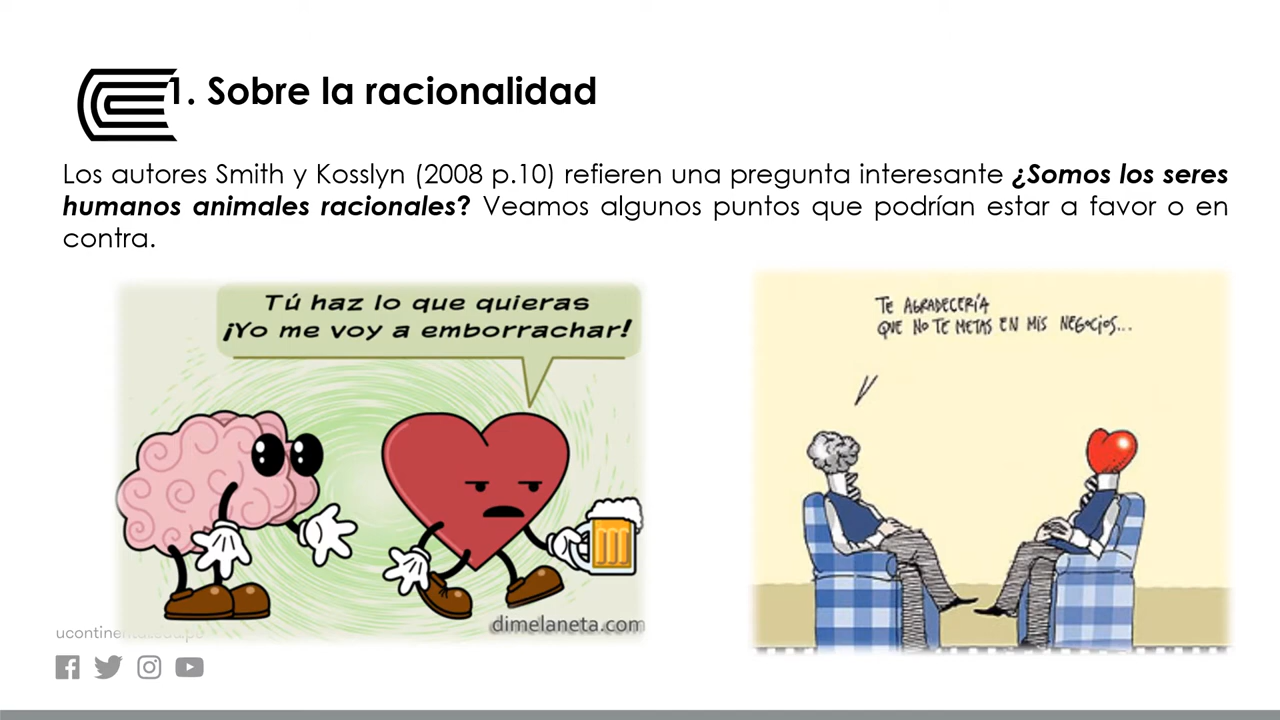 1. Sobre la racionalidad
Los autores Smith y Kosslyn (2008 p.10) refieren una pregunta interesante ¿Somos los seres
humanos animales racionales? Veamos algunos puntos que podrían estar a favor o en
contra.
Tú haz lo que quieras
¡Yo me voy a emborrachar!
dimelaneta.com
TE AGRADECERÍA
QUE NO TE METAS EN MIS NEGOCIOS...